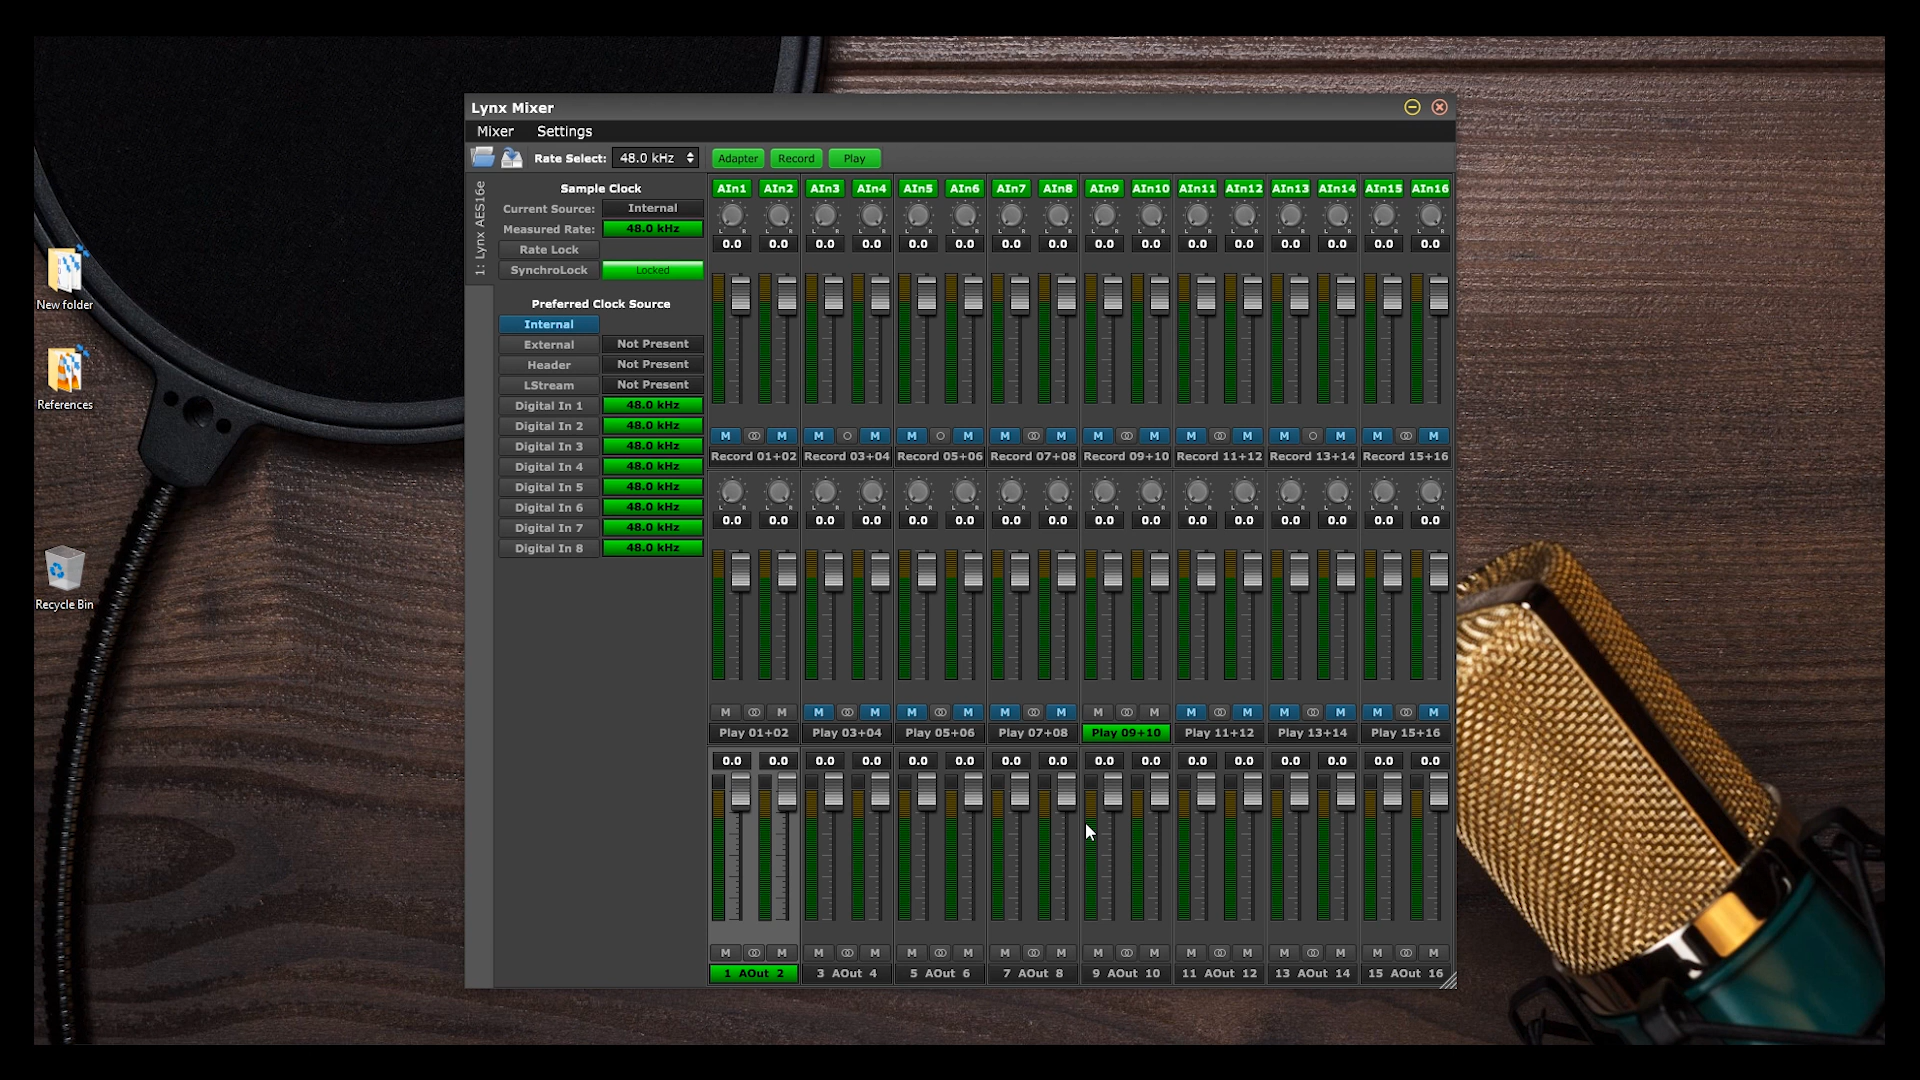 Lynx Mixer
Mixer Settings
Rate Select: 48.0 kHz Adapter Record Play
1: Lynx AES16e
Sample Clock
Current Source: Internal
Measured Rate: 48.0 kHz
Rate Lock
SynchroLock Locked
Preferred Clock Source
Internal
External Not Present
Header Not Present
LStream Not Present
Digital In 1 48.0 kHz
Digital In 2 48.0 kHz
Digital In 3 48.0 kHz
Digital In 4 48.0 kHz
Digital In 5 48.0 kHz
Digital In 6 48.0 kHz
Digital In 7 48.0 kHz
Digital In 8 48.0 kHz
AIn1 AIn2 AIn3 AIn4 AIn5 AIn6 AIn7 AIn8 AIn9 AIn10 AIn11 AIn12 AIn13 AIn14 AIn15 AIn16
L R L R L R L R L R L R L R L R L R L R L R L R L R L R L R L R
0.0 0.0 0.0 0.0 0.0 0.0 0.0 0.0 0.0 0.0 0.0 0.0 0.0 0.0 0.0 0.0
M M M M M M M M M M M M M M M M
Record 01+02 Record 03+04 Record 05+06 Record 07+08 Record 09+10 Record 11+12 Record 13+14 Record 15+16
L R L R L R L R L R L R L R L R L R L R L R L R L R L R L R L R
0.0 0.0 0.0 0.0 0.0 0.0 0.0 0.0 0.0 0.0 0.0 0.0 0.0 0.0 0.0 0.0
M M M M M M M M M M M M M M M M
Play 01+02 Play 03+04 Play 05+06 Play 07+08 Play 09+10 Play 11+12 Play 13+14 Play 15+16
0.0 0.0 0.0 0.0 0.0 0.0 0.0 0.0 0.0 0.0 0.0 0.0 0.0 0.0 0.0 0.0
M M M M M M M M M M M M M M M M
1 AOut 2 3 AOut 4 5 AOut 6 7 AOut 8 9 AOut 10 11 AOut 12 13 AOut 14 15 AOut 16
New folder
References
Recycle Bin